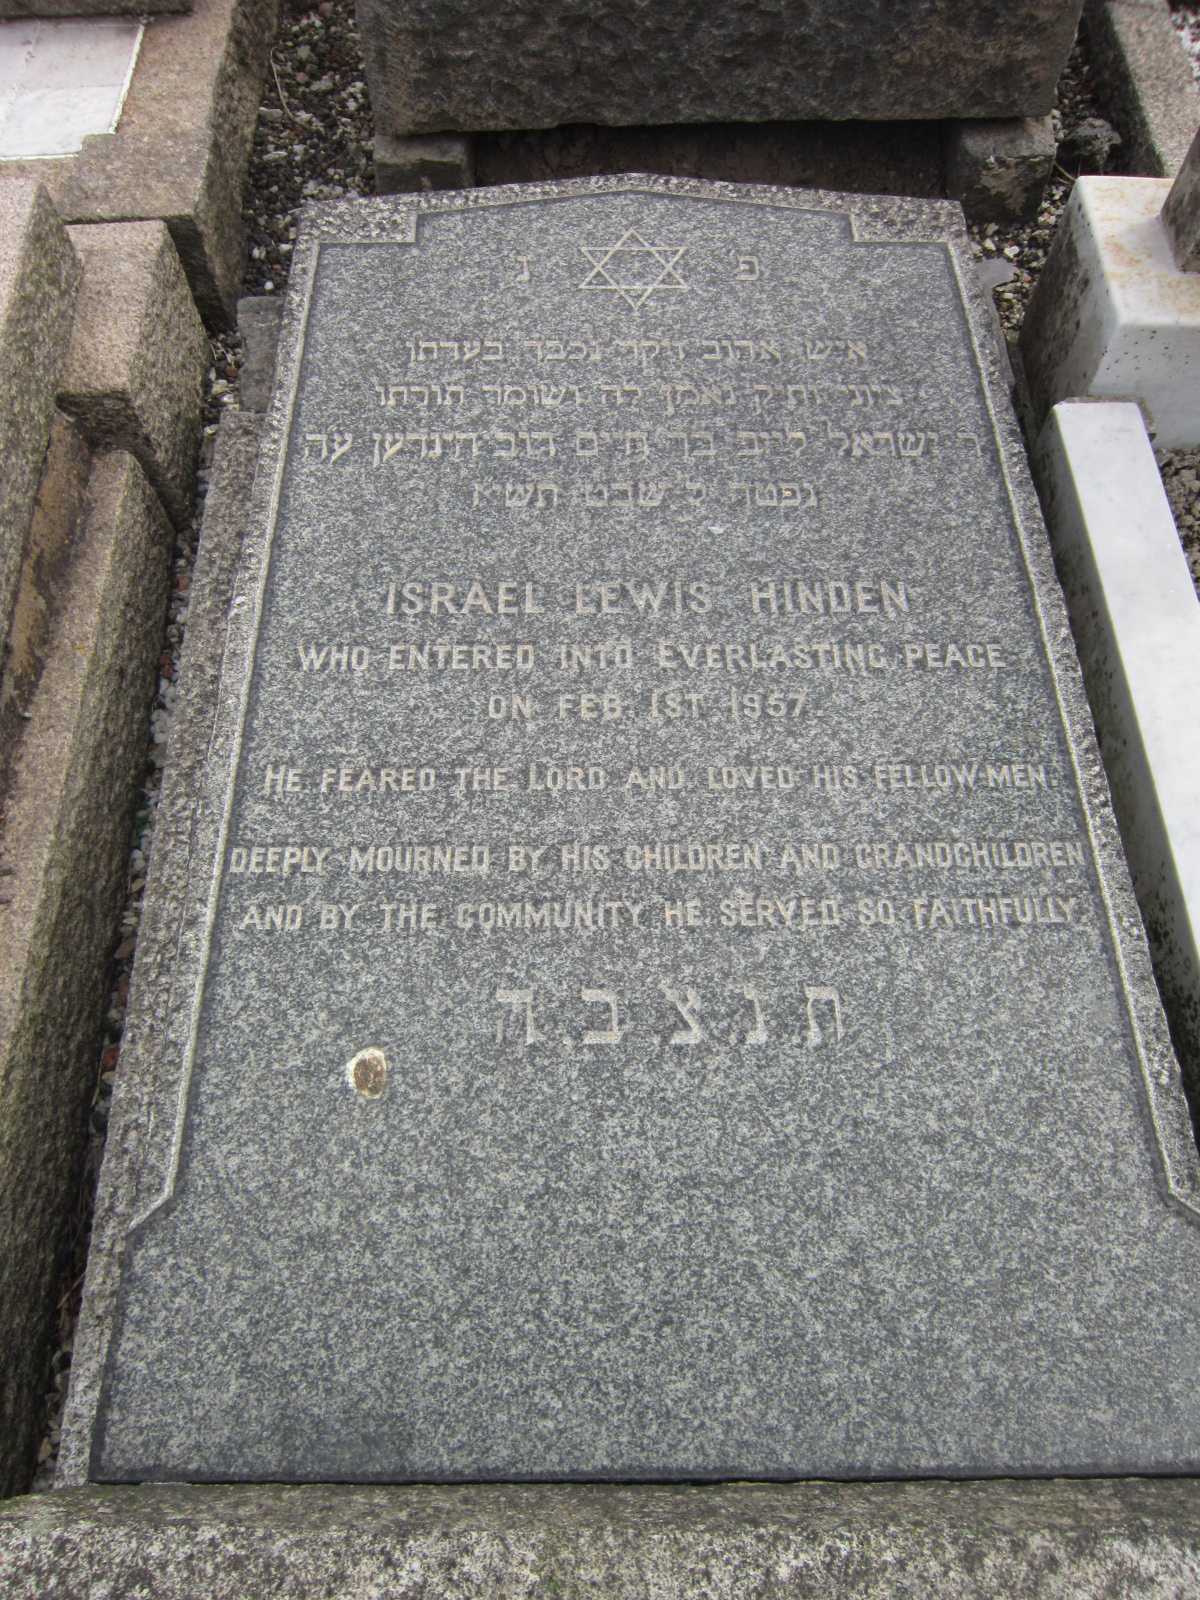 פ נ
איש אהוב ויקר נכבד בעדתו
ציוני ותיק נאמן לה׳ ושומר תורתו
ר׳ ישראל לייב בר חיים דוב הינדען ע״ה
נפטר ל׳ שבט תשי״ז
ISRAEL LEWIS HINDEN
WHO ENTERED INTO EVERLASTING PEACE
ON FEB. 1ST. 1957.
HE FEARED THE LORD AND LOVED HIS FELLOW-MEN.
DEEPLY MOURNED BY HIS CHILDREN AND GRANDCHILDREN
AND BY THE COMMUNITY HE SERVED SO FAITHFULLY.
ת.נ.צ.ב.ה